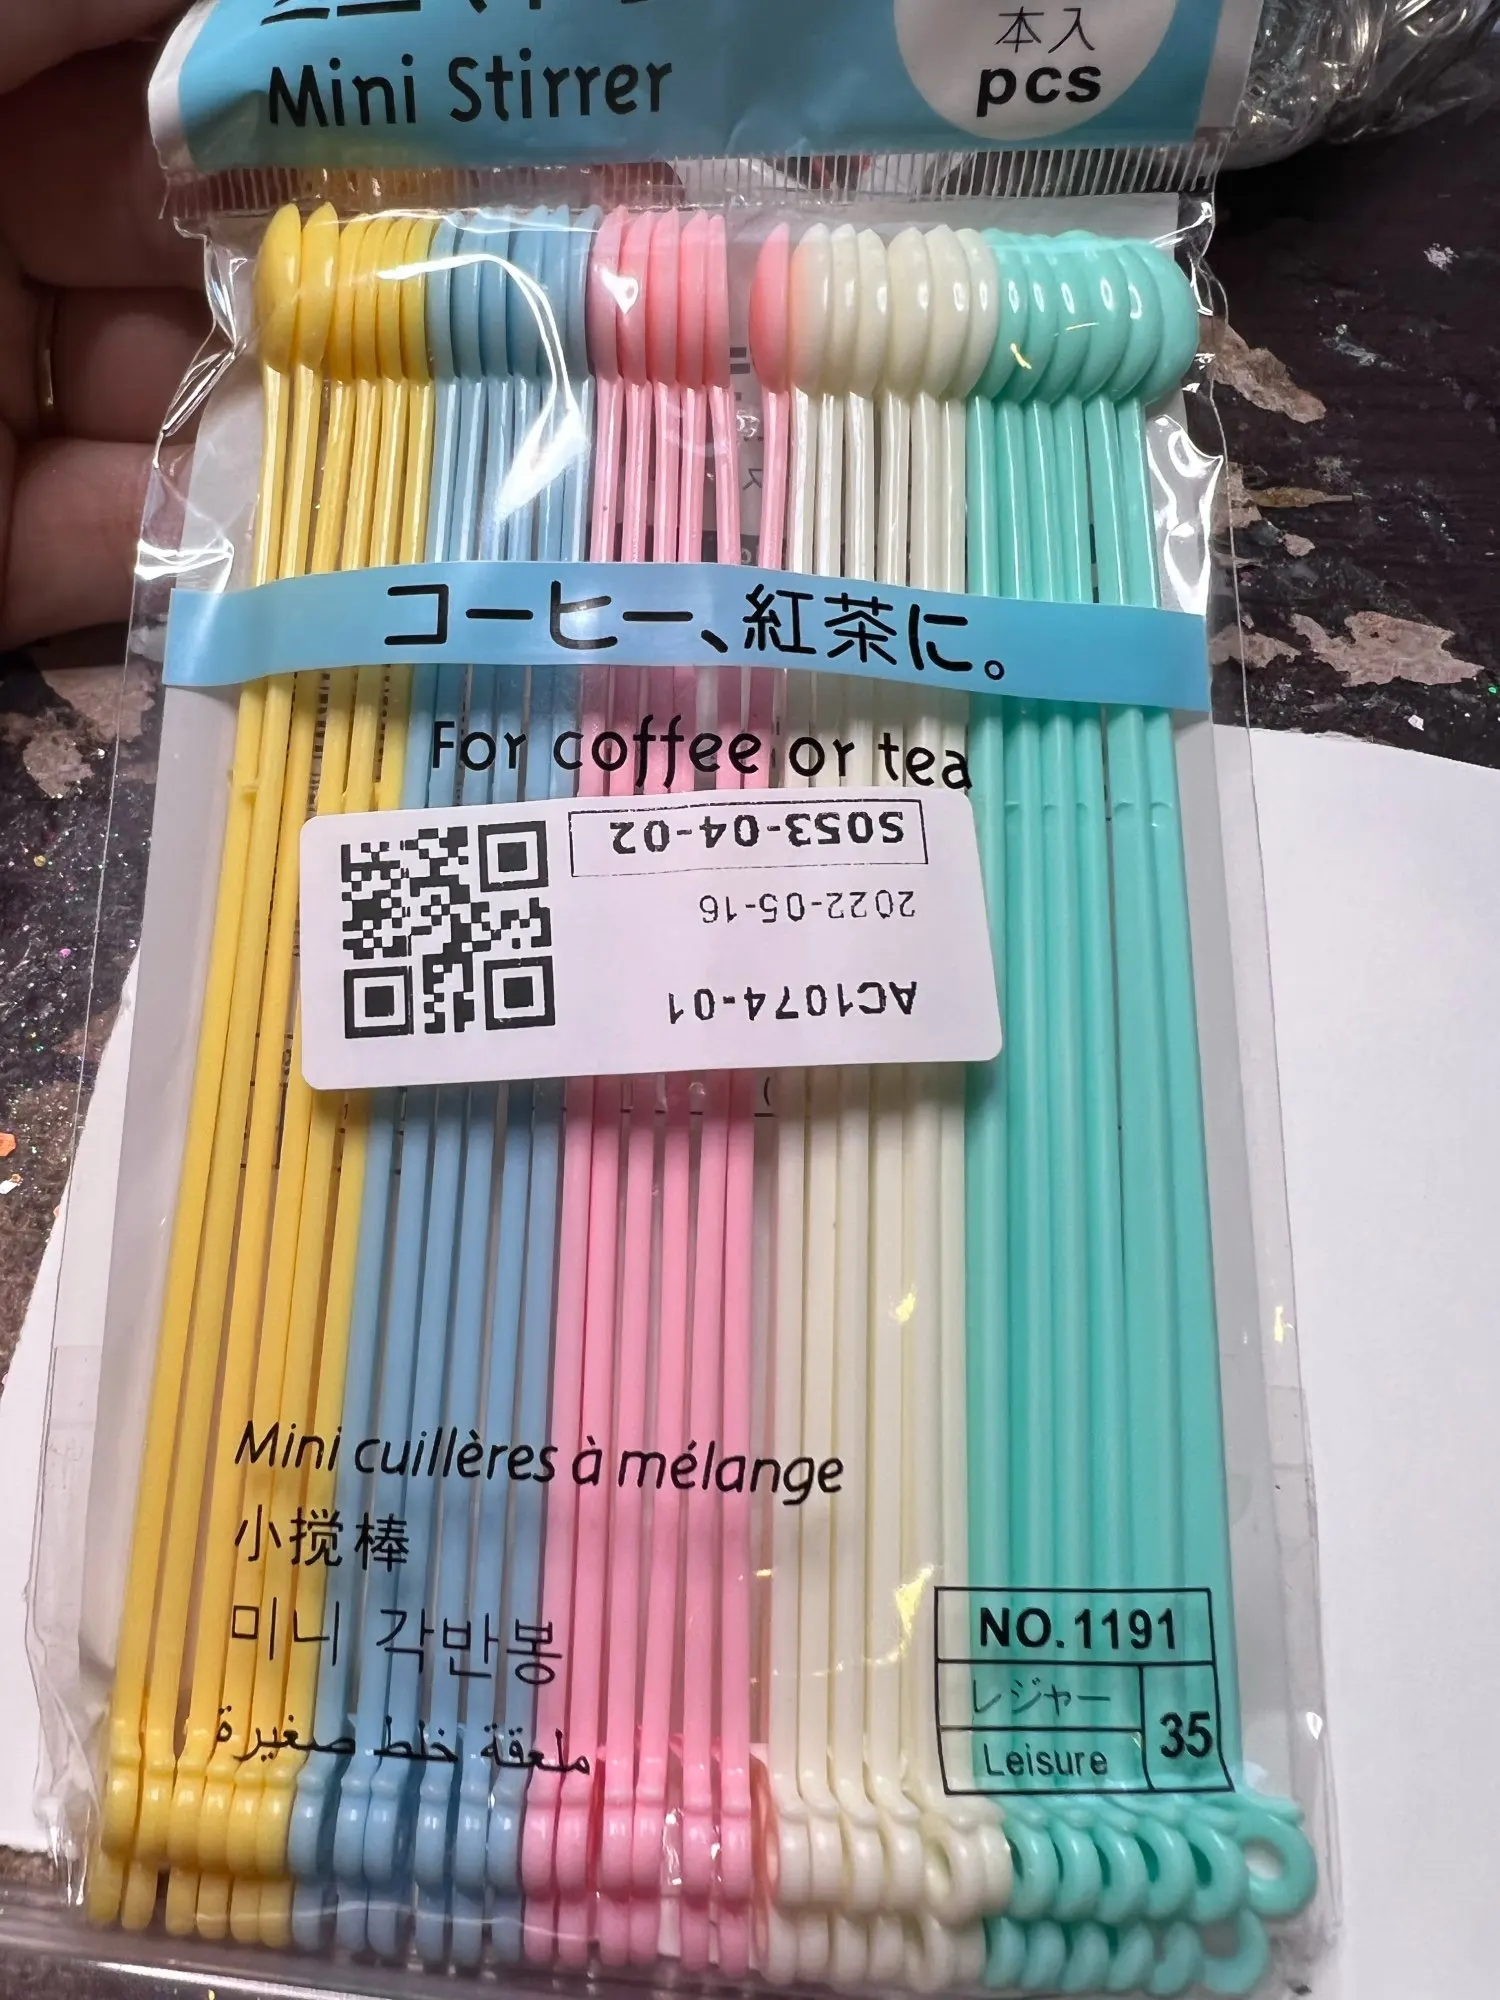 Mini Stirrer
本入
pcs
コーヒー、紅茶に。
For coffee or tea
S053-04-02
2022-05-16
AC1074-01
Mini cuillères à mélange
小搅棒
미니 각반봉
ملعقة خلط صغيرة
NO.1191
レジャー
Leisure
35